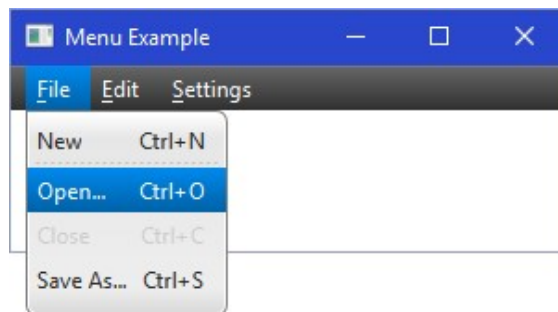 Menu Example
File Edit Settings
New Ctrl+N
Open... Ctrl+O
Close Ctrl+C
Save As... Ctrl+S